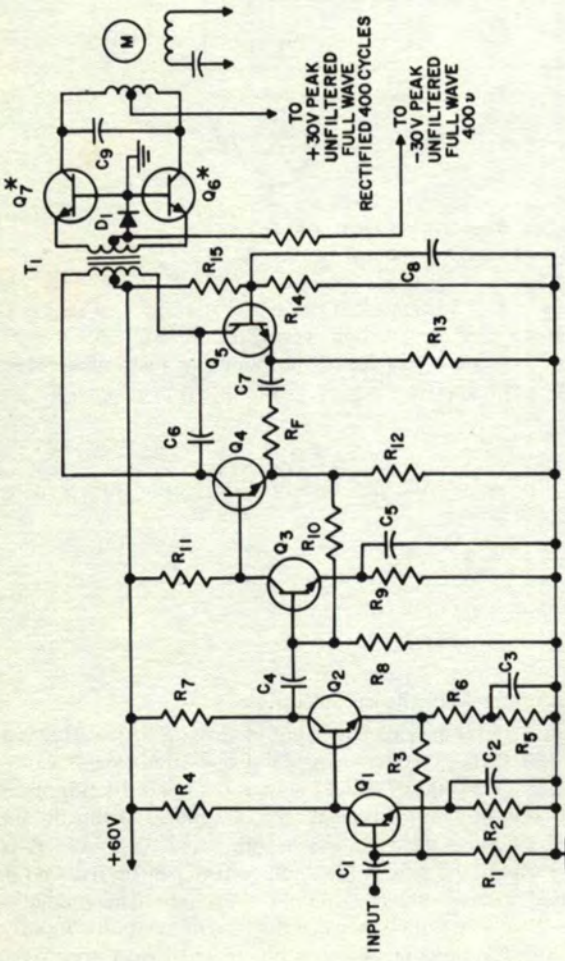 +60V
INPUT
C1
R1
R2
C2
Q1
R4
R3
Q2
R7
C4
R6
R5
C3
R8
Q3
R11
R9
C5
R10
Q4
R12
RF
C6
C7
Q5
R13
R14
R15
C8
T1
D1
Q7*
Q6*
C9
M
TO
+30V PEAK
UNFILTERED
FULL WAVE
RECTIFIED 400 CYCLES
TO
-30V PEAK
UNFILTERED
FULL WAVE
400 υ